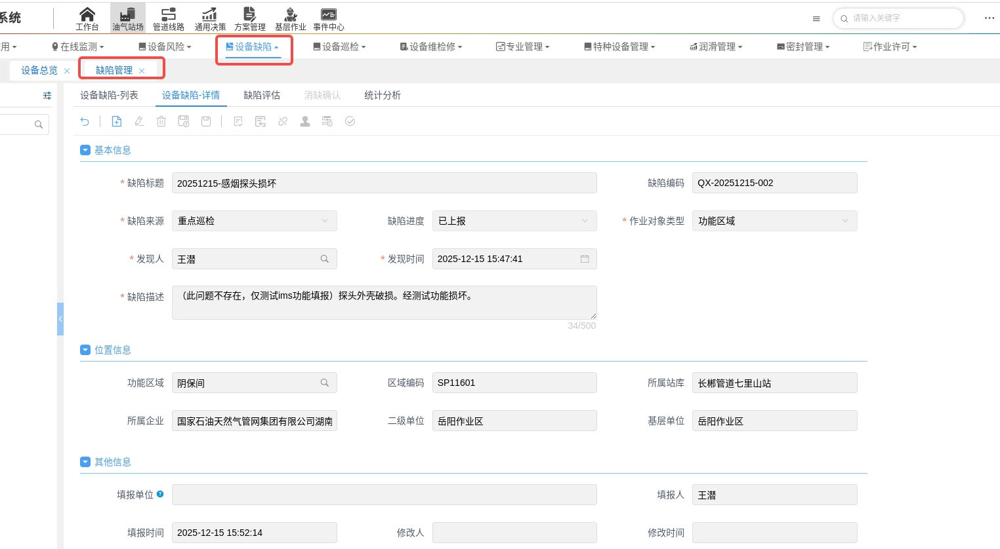 系统
工作台 油气站场 管道线路 通用决策 方案管理 基层作业 事件中心
请输入关键字
用 在线监测 设备风险 设备缺陷 设备巡检 设备维检修 专业管理 特种设备管理 润滑管理 密封管理 作业许可
设备总览 缺陷管理
设备缺陷-列表 设备缺陷-详情 缺陷评估 消缺确认 统计分析
基本信息
* 缺陷标题 20251215-感烟探头损坏 缺陷编码 QX-20251215-002
* 缺陷来源 重点巡检 缺陷进度 已上报 * 作业对象类型 功能区域
* 发现人 王潜 * 发现时间 2025-12-15 15:47:41
* 缺陷描述 （此问题不存在，仅测试ims功能填报）探头外壳破损。经测试功能损坏。
34/500
位置信息
功能区域 阴保间 区域编码 SP11601 所属站库 长郴管道七里山站
所属企业 国家石油天然气管网集团有限公司湖南 二级单位 岳阳作业区 基层单位 岳阳作业区
其他信息
填报单位 填报人 王潜
填报时间 2025-12-15 15:52:14 修改人 修改时间